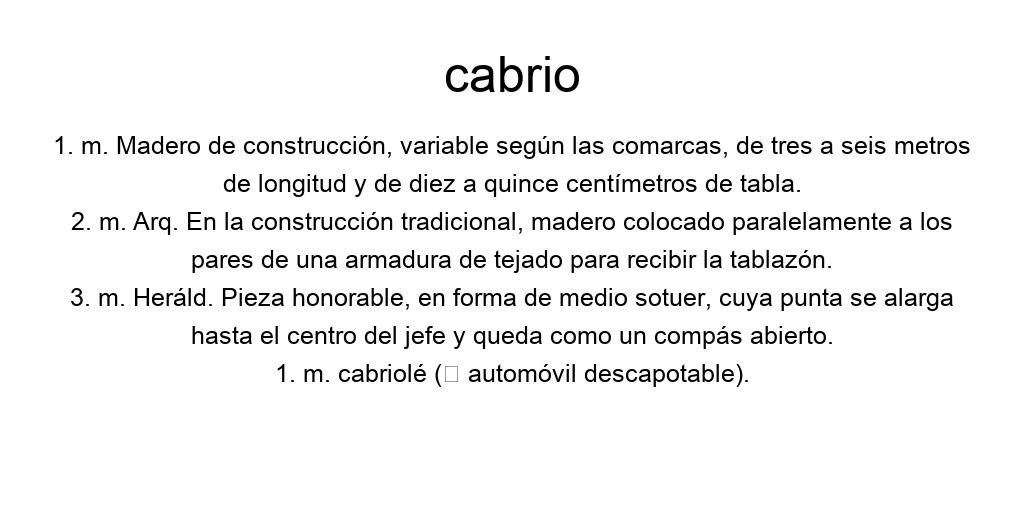 cabrio
1. m. Madero de construcción, variable según las comarcas, de tres a seis metros
de longitud y de diez a quince centímetros de tabla.
2. m. Arq. En la construcción tradicional, madero colocado paralelamente a los
pares de una armadura de tejado para recibir la tablazón.
3. m. Heráld. Pieza honorable, en forma de medio sotuer, cuya punta se alarga
hasta el centro del jefe y queda como un compás abierto.
1. m. cabriolé (▯ automóvil descapotable).